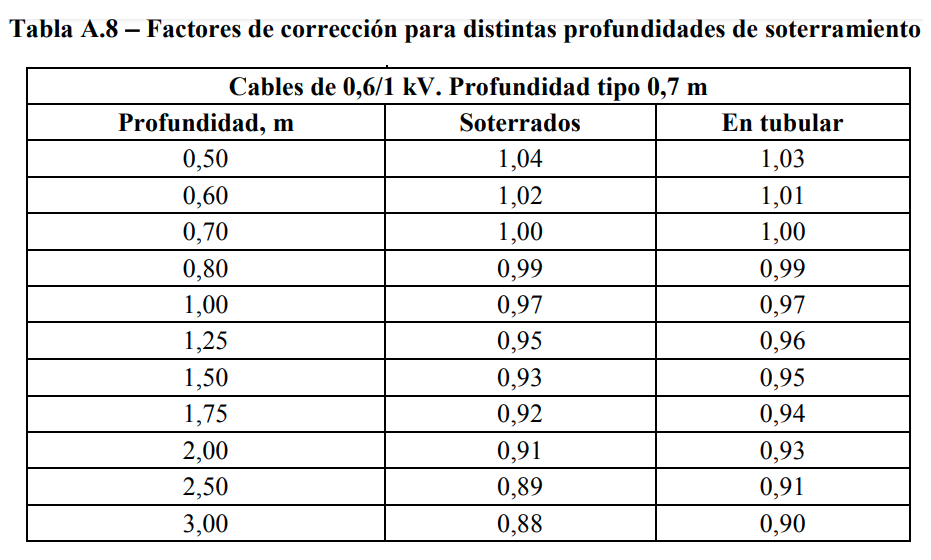 Tabla A.8 – Factores de corrección para distintas profundidades de soterramiento
Cables de 0,6/1 kV. Profundidad tipo 0,7 m
Profundidad, m Soterrados En tubular
0,50 1,04 1,03
0,60 1,02 1,01
0,70 1,00 1,00
0,80 0,99 0,99
1,00 0,97 0,97
1,25 0,95 0,96
1,50 0,93 0,95
1,75 0,92 0,94
2,00 0,91 0,93
2,50 0,89 0,91
3,00 0,88 0,90